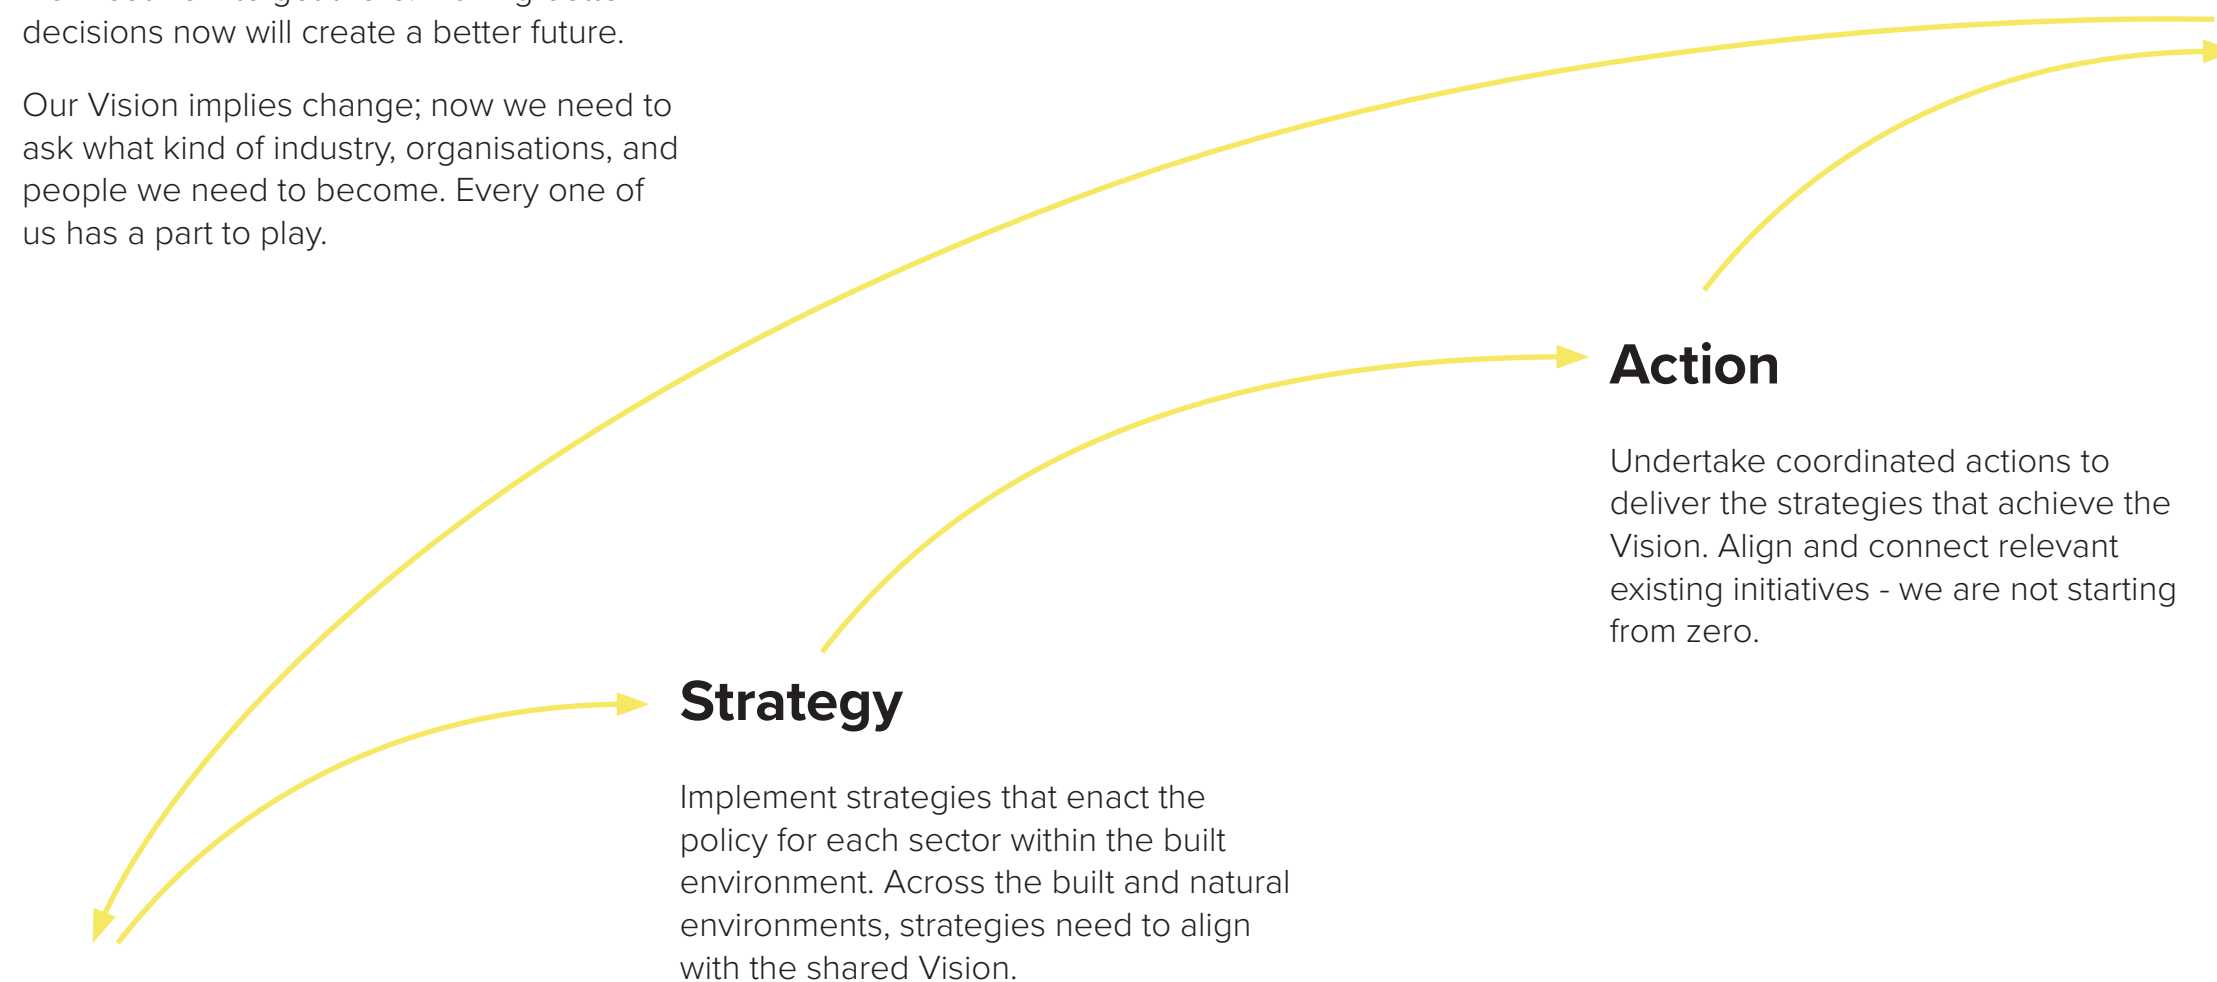 decisions now will create a better future.
Our Vision implies change; now we need to
ask what kind of industry, organisations, and
people we need to become. Every one of
us has a part to play.
Action
Undertake coordinated actions to
deliver the strategies that achieve the
Vision. Align and connect relevant
existing initiatives - we are not starting
from zero.
Strategy
Implement strategies that enact the
policy for each sector within the built
environment. Across the built and natural
environments, strategies need to align
with the shared Vision.